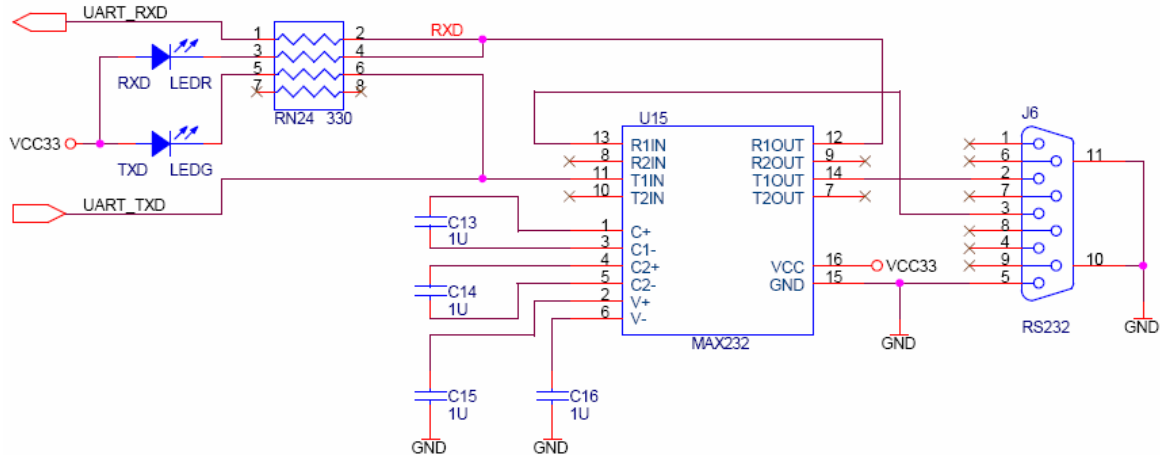 UART_RXD
1
2
RXD
3
4
RXD LEDR
5
6
7
8
RN24 330
VCC33
TXD LEDG
UART_TXD
U15
13 R1IN R1OUT 12
8 R2IN R2OUT 9
11 T1IN T1OUT 14
10 T2IN T2OUT 7
1 C+
3 C1-
4 C2+
5 C2-
2 V+
6 V-
VCC 16 VCC33
GND 15
MAX232
C13
1U
C14
1U
C15
1U
GND
C16
1U
GND
GND
J6
1
6
2
7
3
8
4
9
5
11
10
RS232
GND